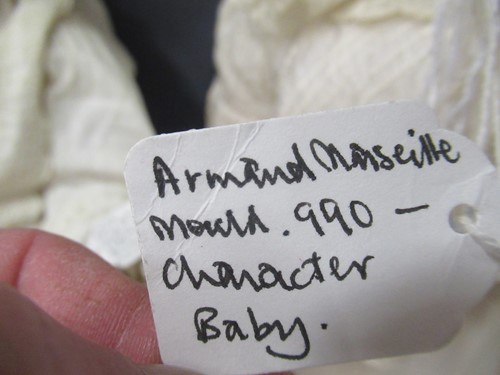 Armand Marseille
Mould. 990 -
Character
Baby.